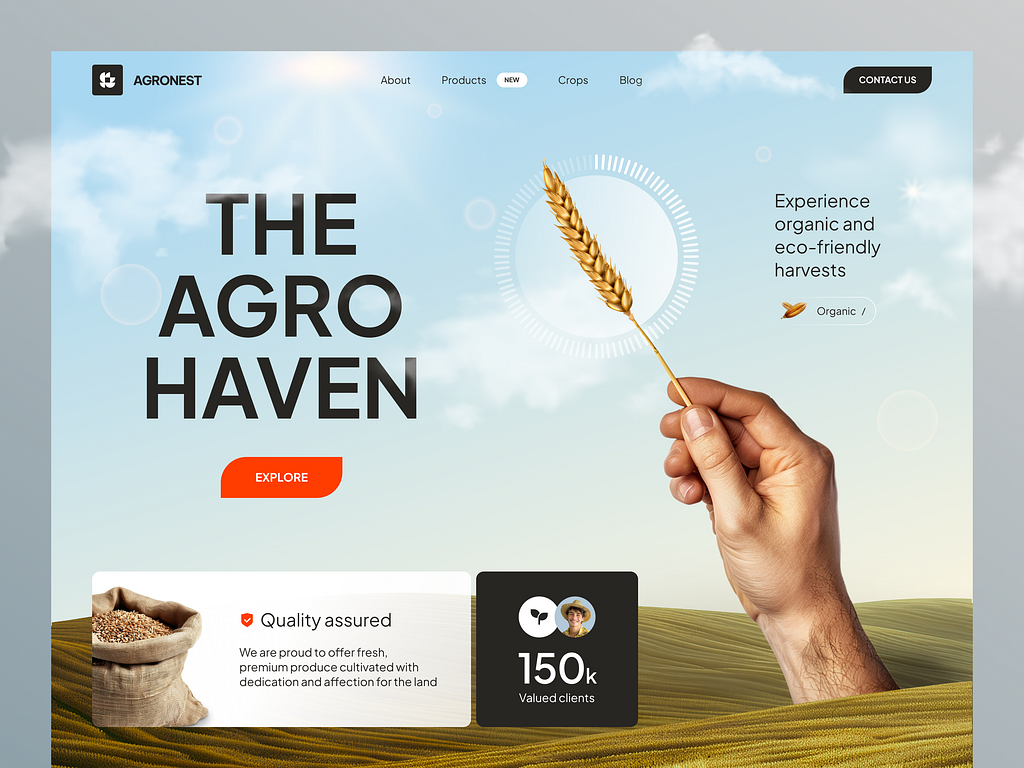 AGRONEST
About
Products
NEW
Crops
Blog
CONTACT US
THE
AGRO
HAVEN
EXPLORE
Experience
organic and
eco-friendly
harvests
Organic /
Quality assured
We are proud to offer fresh,
premium produce cultivated with
dedication and affection for the land
150k
Valued clients